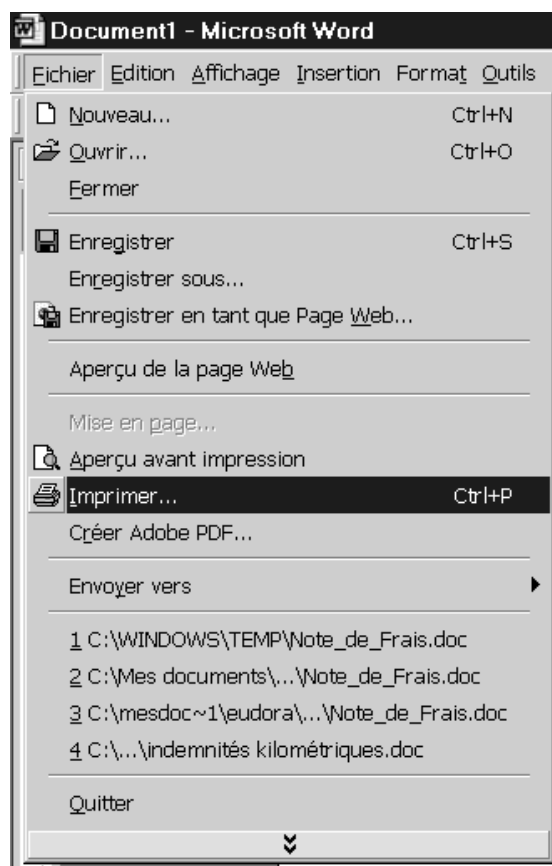 Document1 - Microsoft Word
Fichier Edition Affichage Insertion Format Outils
Nouveau... Ctrl+N
Ouvrir... Ctrl+O
Fermer
Enregistrer Ctrl+S
Enregistrer sous...
Enregistrer en tant que Page Web...
Aperçu de la page Web
Mise en page...
Aperçu avant impression
Imprimer... Ctrl+P
Créer Adobe PDF...
Envoyer vers
1 C:\WINDOWS\TEMP\Note_de_Frais.doc
2 C:\Mes documents\...\Note_de_Frais.doc
3 C:\mesdoc~1\eudora\...\Note_de_Frais.doc
4 C:\...\indemnités kilométriques.doc
Quitter